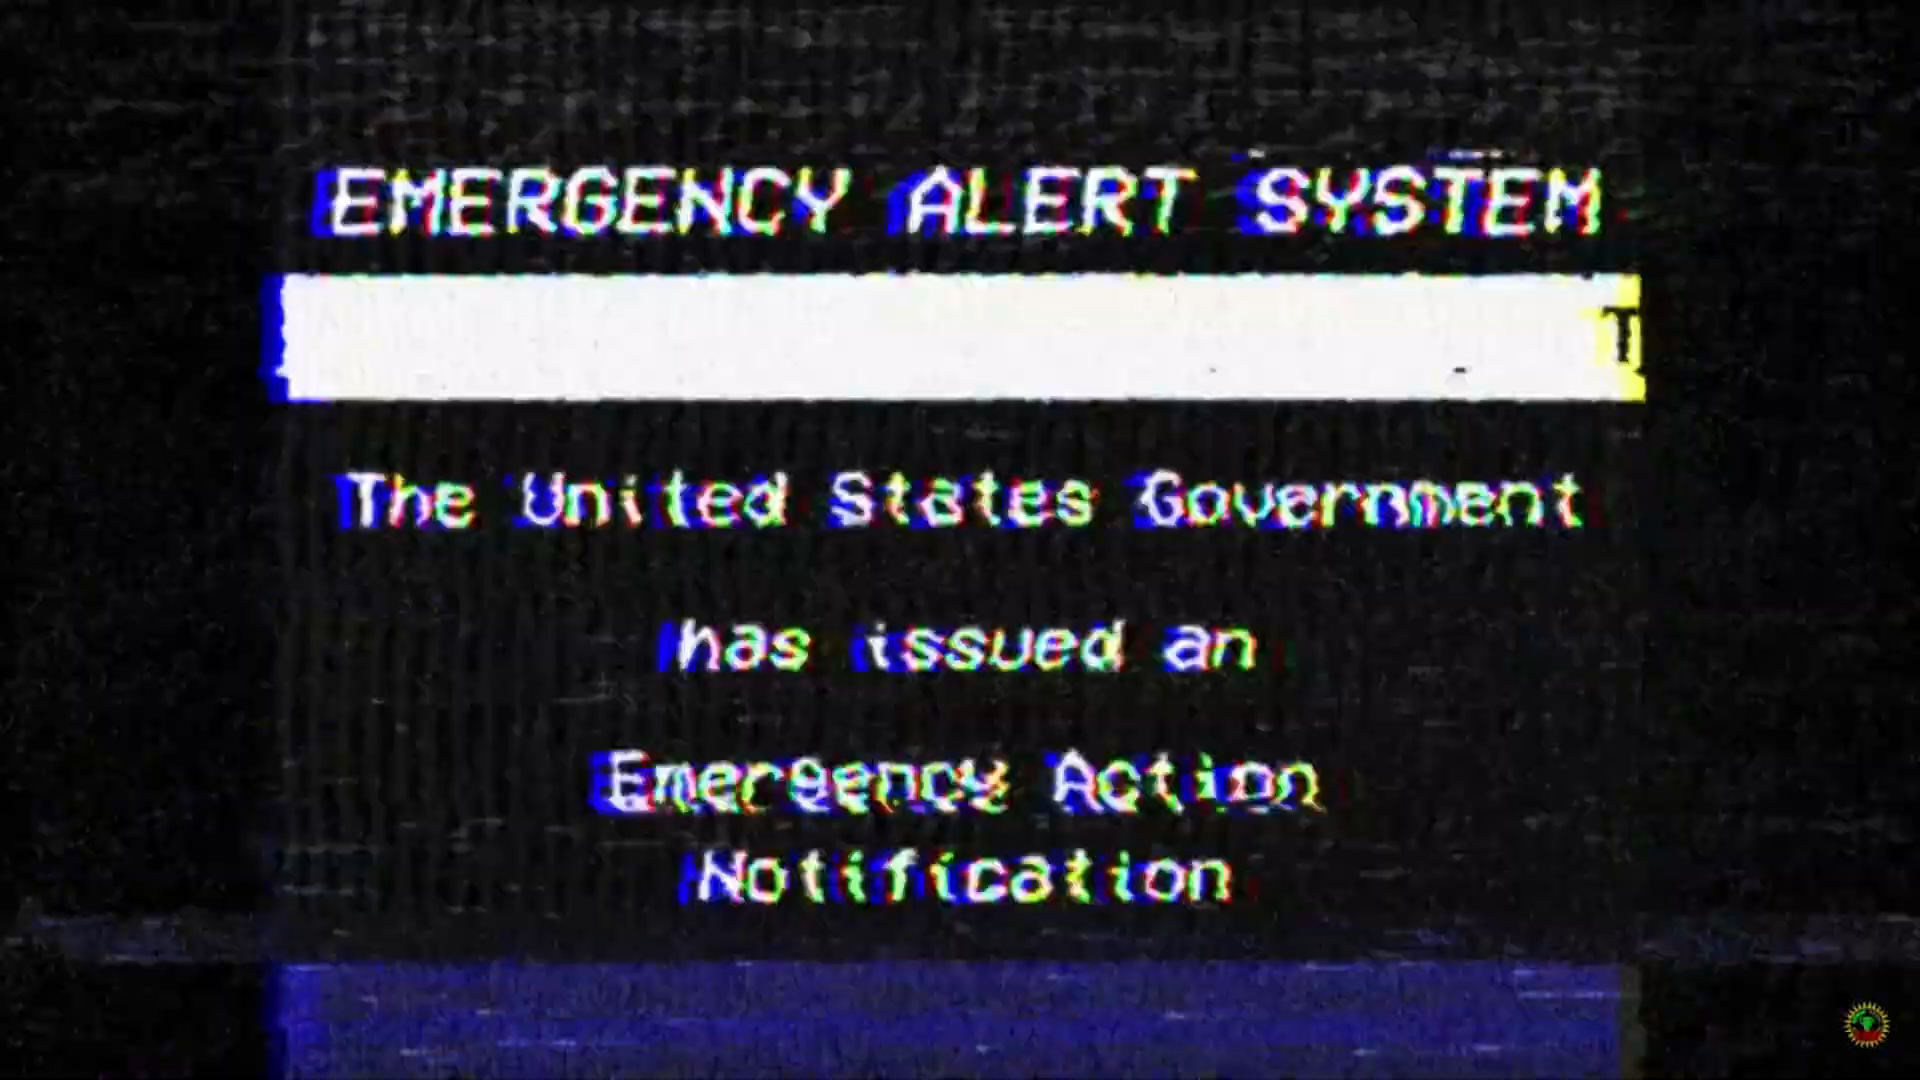 EMERGENCY ALERT SYSTEM
T
The United States Government
has issued an
Emergency Action
Notification